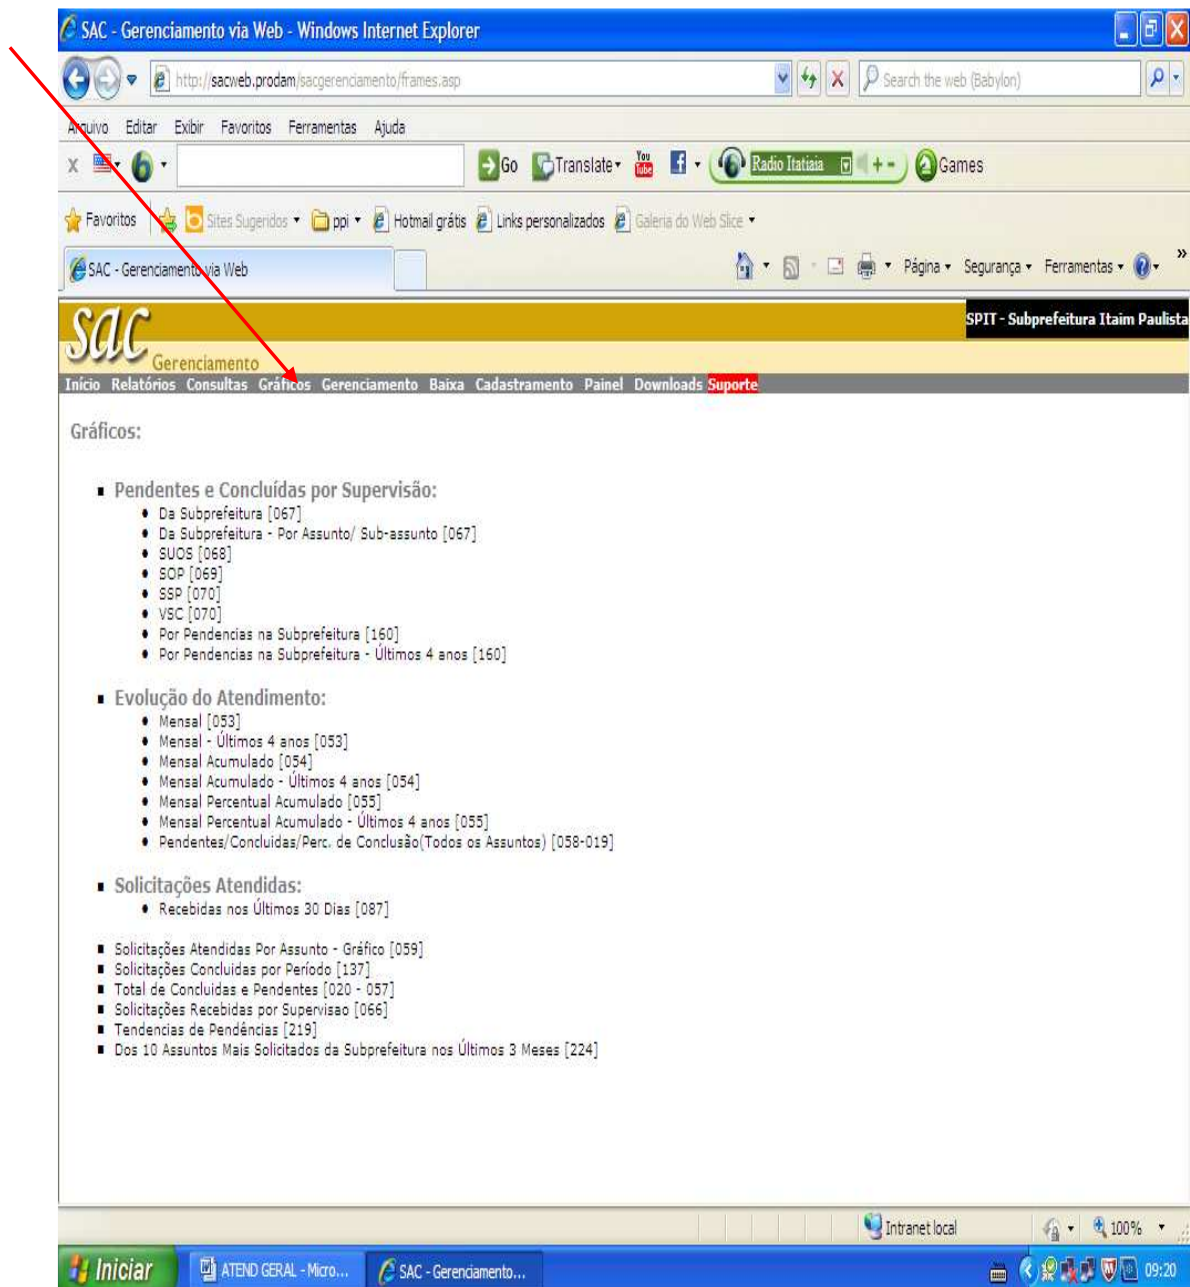 SAC - Gerenciamento via Web - Windows Internet Explorer
http://sacweb.prodam/sacgerenciamento/frames.asp
Search the web (Babylon)
Arquivo Editar Exibir Favoritos Ferramentas Ajuda
X Go Translate You Tube f Radio Itatiaia + - Games
Favoritos Sites Sugeridos ppi Hotmail grátis Links personalizados Galeria do Web Slice
SAC - Gerenciamento via Web
Página Segurança Ferramentas »
sac
Gerenciamento
SPIT - Subprefeitura Itaim Paulista
Início Relatórios Consultas Gráficos Gerenciamento Baixa Cadastramento Painel Downloads Suporte
Gráficos:
Pendentes e Concluídas por Supervisão:
Da Subprefeitura [067]
Da Subprefeitura - Por Assunto/ Sub-assunto [067]
SUOS [068]
SOP [069]
SSP [070]
VSC [070]
Por Pendencias na Subprefeitura [160]
Por Pendencias na Subprefeitura - Últimos 4 anos [160]
Evolução do Atendimento:
Mensal [053]
Mensal - Últimos 4 anos [053]
Mensal Acumulado [054]
Mensal Acumulado - Últimos 4 anos [054]
Mensal Percentual Acumulado [055]
Mensal Percentual Acumulado - Últimos 4 anos [055]
Pendentes/Concluidas/Perc. de Conclusão(Todos os Assuntos) [058-019]
Solicitações Atendidas:
Recebidas nos Últimos 30 Dias [087]
Solicitações Atendidas Por Assunto - Gráfico [059]
Solicitações Concluidas por Período [137]
Total de Concluidas e Pendentes [020 - 057]
Solicitações Recebidas por Supervisao [066]
Tendencias de Pendências [219]
Dos 10 Assuntos Mais Solicitados da Subprefeitura nos Últimos 3 Meses [224]
Intranet local 100%
Iniciar ATEND GERAL - Micro... SAC - Gerenciamento... 09:20